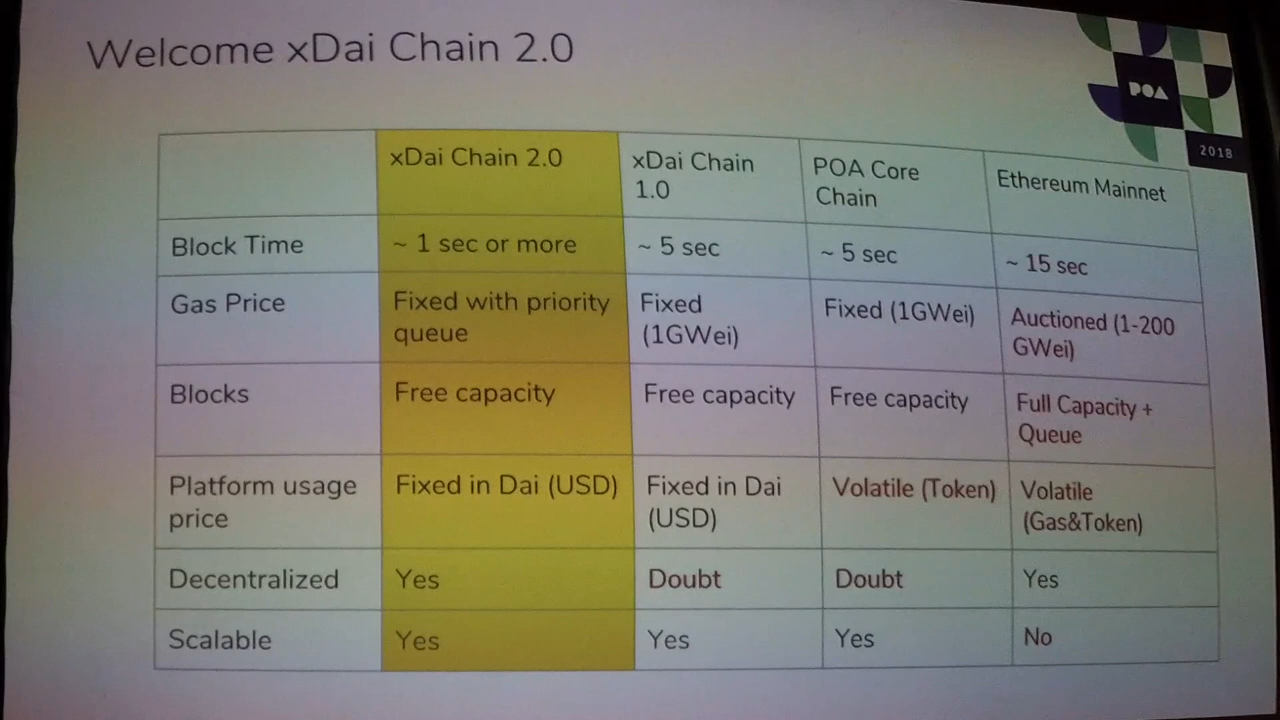 Welcome xDai Chain 2.0
POA
2018
xDai Chain 2.0
xDai Chain
1.0
POA Core
Chain
Ethereum Mainnet
Block Time
~ 1 sec or more
~ 5 sec
~ 5 sec
~ 15 sec
Gas Price
Fixed with priority
queue
Fixed
(1GWei)
Fixed (1GWei)
Auctioned (1-200
GWei)
Blocks
Free capacity
Free capacity
Free capacity
Full Capacity +
Queue
Platform usage
price
Fixed in Dai (USD)
Fixed in Dai
(USD)
Volatile (Token)
Volatile
(Gas&Token)
Decentralized
Yes
Doubt
Doubt
Yes
Scalable
Yes
Yes
Yes
No